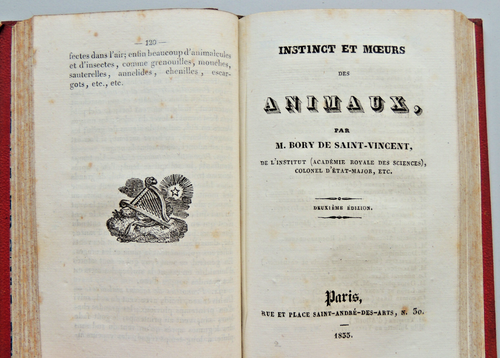 — 120 —
fectes dans l'air; enfin beaucoup d'animalcules
et d'insectes, comme grenouilles, mouches,
sauterelles, annelides, chenilles, escar-
gots, etc., etc.
INSTINCT ET MŒURS
DES
ANIMAUX,
PAR
M. BORY DE SAINT-VINCENT,
DE L'INSTITUT (ACADÉMIE ROYALE DES SCIENCES),
COLONEL D'ÉTAT-MAJOR, ETC.
DEUXIÈME ÉDITION.
Paris,
RUE ET PLACE SAINT-ANDRÉ-DES-ARTS, N. 30.
—
1835.